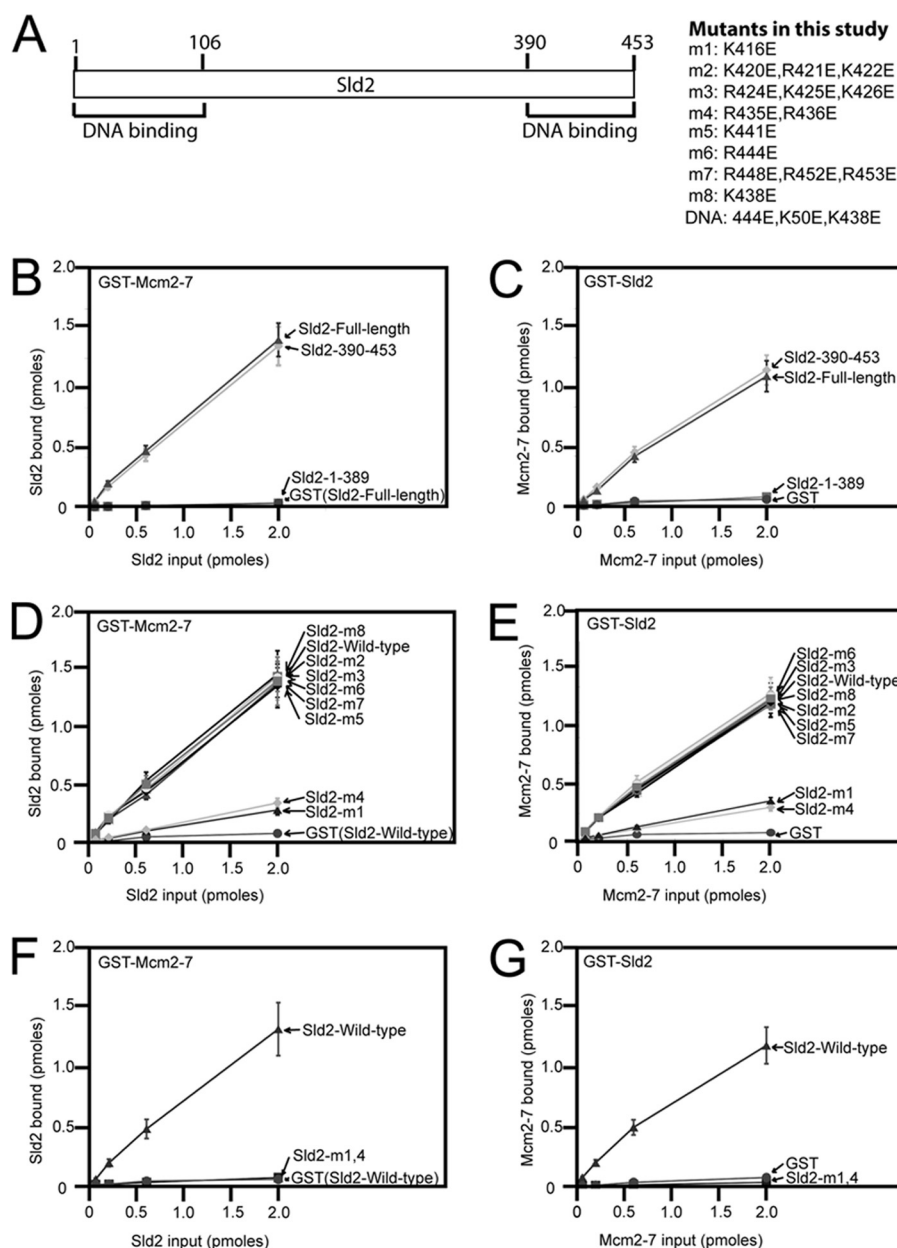 A
1
106
390
453
Sld2
DNA binding
DNA binding
Mutants in this study
m1: K416E
m2: K420E,R421E,K422E
m3: R424E,K425E,K426E
m4: R435E,R436E
m5: K441E
m6: R444E
m7: R448E,R452E,R453E
m8: K438E
DNA: 444E,K50E,K438E
B
GST-Mcm2-7
2.0
1.5
1.0
0.5
0
Sld2 bound (pmoles)
Sld2-Full-length
Sld2-390-453
Sld2-1-389
GST(Sld2-Full-length)
0 0.5 1.0 1.5 2.0
Sld2 input (pmoles)
C
GST-Sld2
2.0
1.5
1.0
0.5
0
Mcm2-7 bound (pmoles)
Sld2-390-453
Sld2-Full-length
Sld2-1-389
GST
0 0.5 1.0 1.5 2.0
Mcm2-7 input (pmoles)
D
GST-Mcm2-7
2.0
1.5
1.0
0.5
0
Sld2 bound (pmoles)
Sld2-m8
Sld2-Wild-type
Sld2-m2
Sld2-m3
Sld2-m6
Sld2-m7
Sld2-m5
Sld2-m4
Sld2-m1
GST(Sld2-Wild-type)
0 0.5 1.0 1.5 2.0
Sld2 input (pmoles)
E
GST-Sld2
2.0
1.5
1.0
0.5
0
Mcm2-7 bound (pmoles)
Sld2-m6
Sld2-m3
Sld2-Wild-type
Sld2-m8
Sld2-m2
Sld2-m5
Sld2-m7
Sld2-m1
Sld2-m4
GST
0 0.5 1.0 1.5 2.0
Mcm2-7 input (pmoles)
F
GST-Mcm2-7
2.0
1.5
1.0
0.5
0
Sld2 bound (pmoles)
Sld2-Wild-type
Sld2-m1,4
GST(Sld2-Wild-type)
0 0.5 1.0 1.5 2.0
Sld2 input (pmoles)
G
GST-Sld2
2.0
1.5
1.0
0.5
0
Mcm2-7 bound (pmoles)
Sld2-Wild-type
GST
Sld2-m1,4
0 0.5 1.0 1.5 2.0
Mcm2-7 input (pmoles)